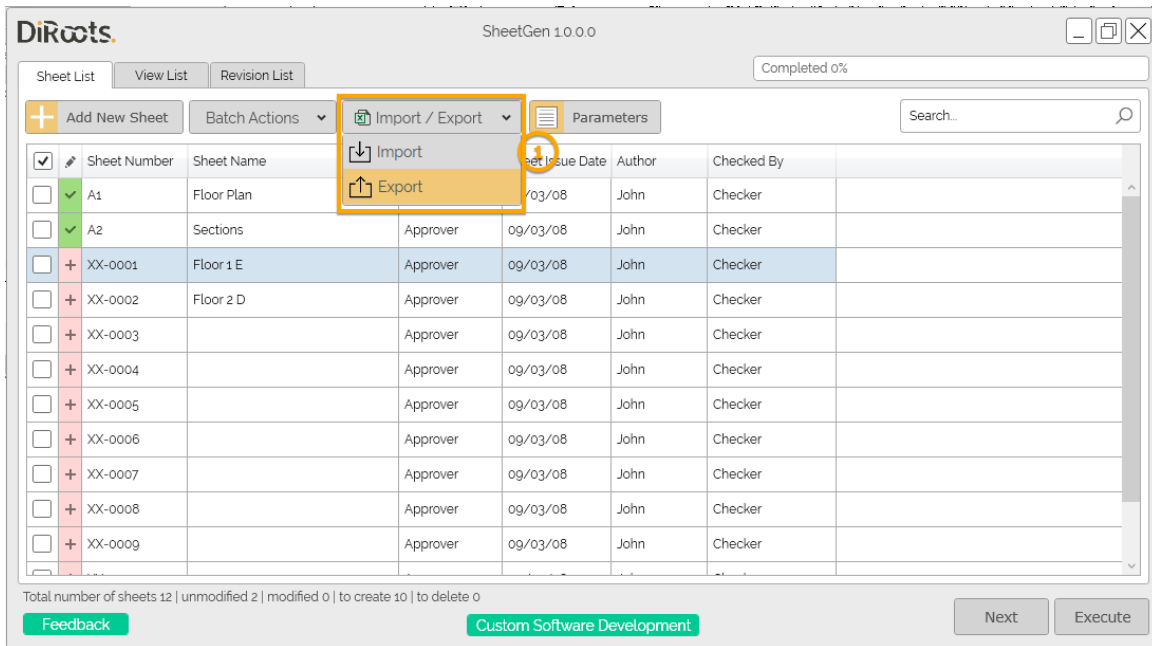 DiRoots.
SheetGen 1.0.0.0
Sheet List View List Revision List
Completed 0%
Add New Sheet Batch Actions Import / Export Parameters Search...
Import
Export
1
Sheet Number Sheet Name Issue Date Author Checked By
A1 Floor Plan /03/08 John Checker
A2 Sections Approver 09/03/08 John Checker
XX-0001 Floor 1 E Approver 09/03/08 John Checker
XX-0002 Floor 2 D Approver 09/03/08 John Checker
XX-0003 Approver 09/03/08 John Checker
XX-0004 Approver 09/03/08 John Checker
XX-0005 Approver 09/03/08 John Checker
XX-0006 Approver 09/03/08 John Checker
XX-0007 Approver 09/03/08 John Checker
XX-0008 Approver 09/03/08 John Checker
XX-0009 Approver 09/03/08 John Checker
Total number of sheets 12 | unmodified 2 | modified 0 | to create 10 | to delete 0
Feedback Custom Software Development Next Execute